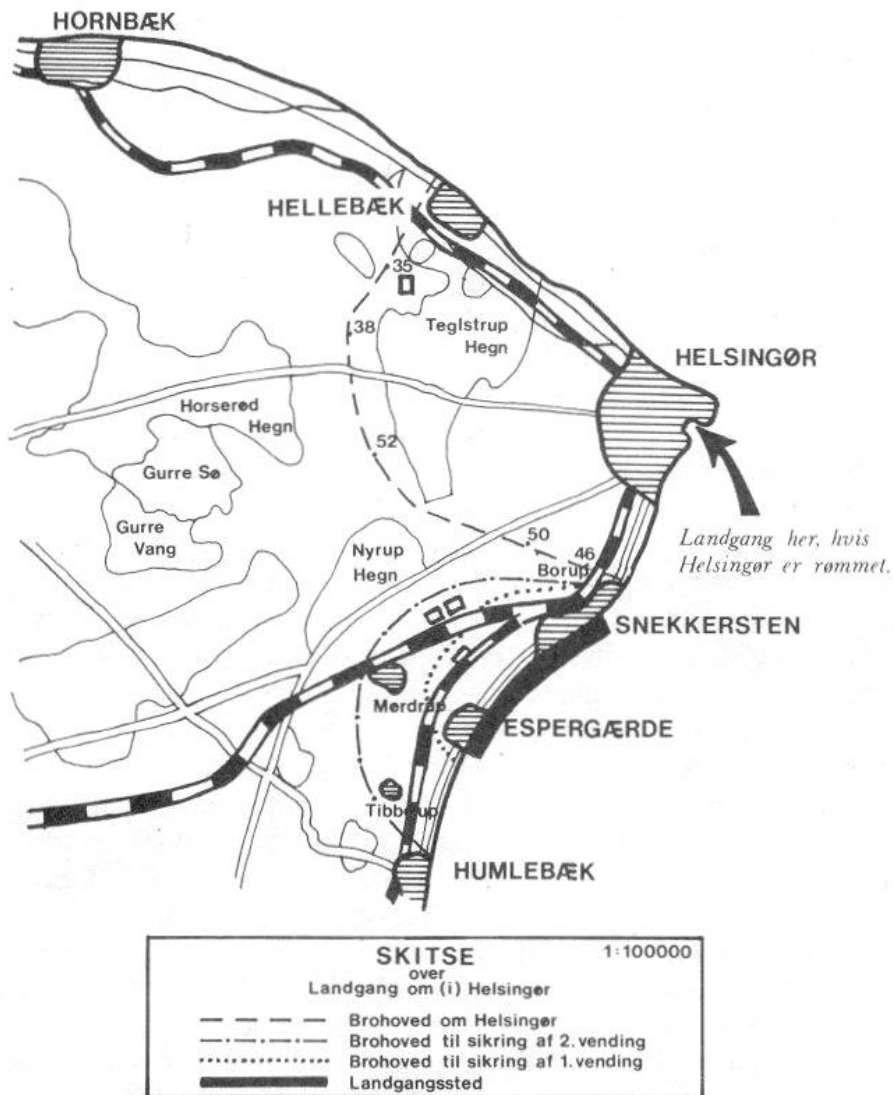 HORNBÆK
HELLEBÆK
35
38
Teglstrup
Hegn
HELSINGØR
Horserød
Hegn
52
Gurre Sø
Gurre
Vang
Nyrup
Hegn
50
46
Borup
Landgang her, hvis
Helsingør er rømmet.
SNEKKERSTEN
Mørdrup
ESPERGÆRDE
Tibberup
HUMLEBÆK
SKITSE 1:100000
over
Landgang om (i) Helsingør
Brohoved om Helsingør
Brohoved til sikring af 2. vending
Brohoved til sikring af 1. vending
Landgangssted